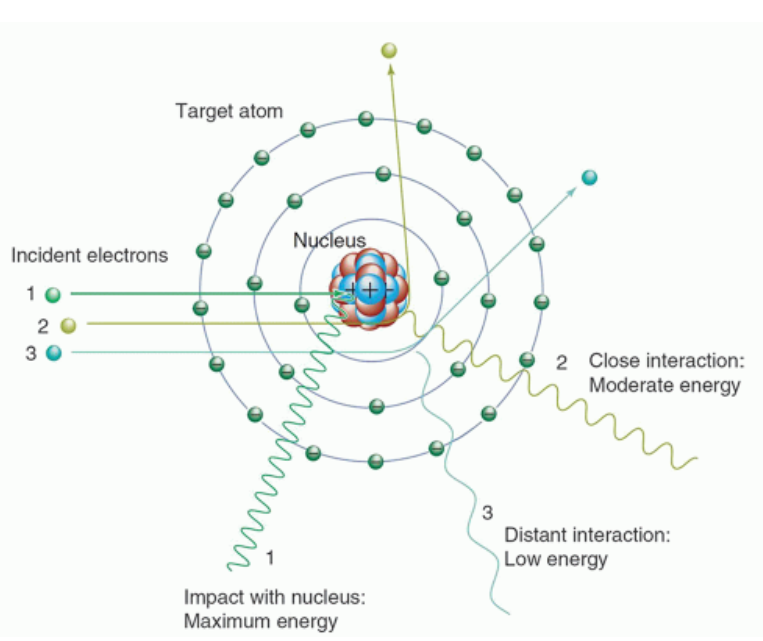 Target atom
Nucleus
Incident electrons
1
2
3
+ +
2 Close interaction:
Moderate energy
3
Distant interaction:
Low energy
1
Impact with nucleus:
Maximum energy